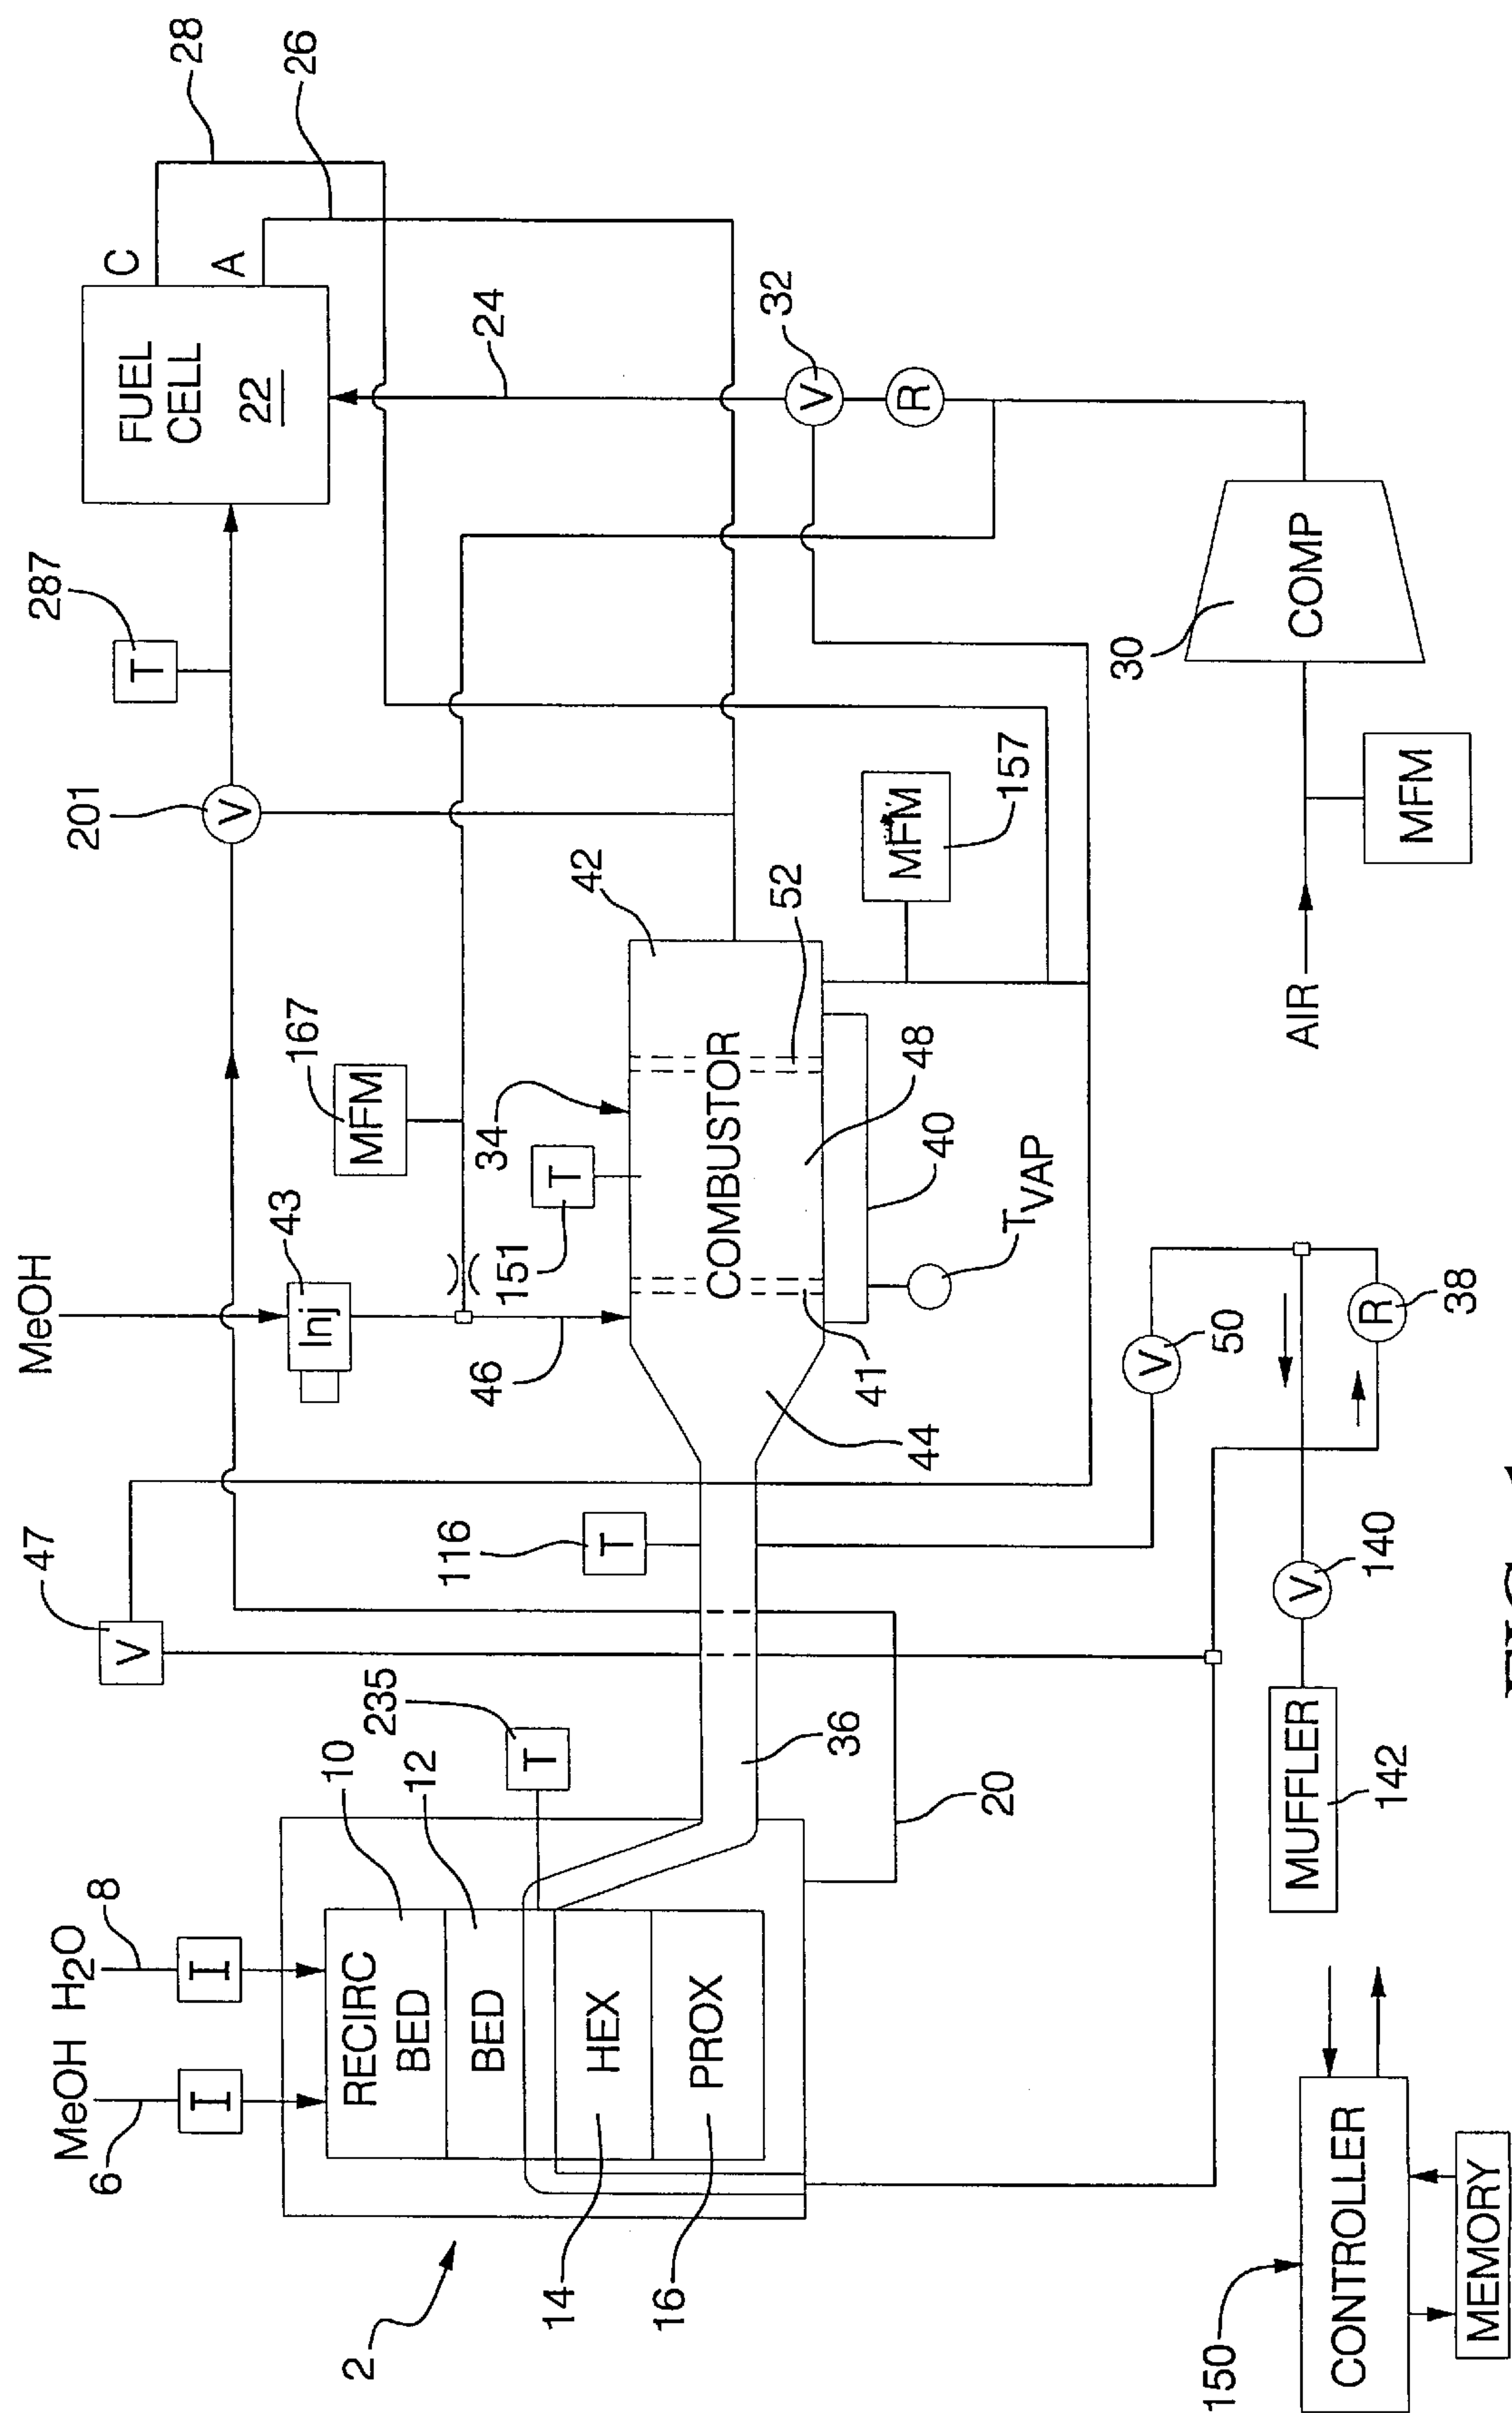 MeOH
H2O
6
8
I
I
2
RECIRC
BED
BED
HEX
PROX
10
12
14
16
235
T
47
V
116
T
36
20
MeOH
43
Inj
46
167
MFM
151
T
34
COMBUSTOR
42
52
48
40
41
44
TVAP
MFM
157
201
V
287
T
FUEL
CELL
22
C
A
28
26
24
32
V
R
30
COMP
AIR
MFM
50
V
38
R
140
V
MUFFLER
142
150
CONTROLLER
MEMORY